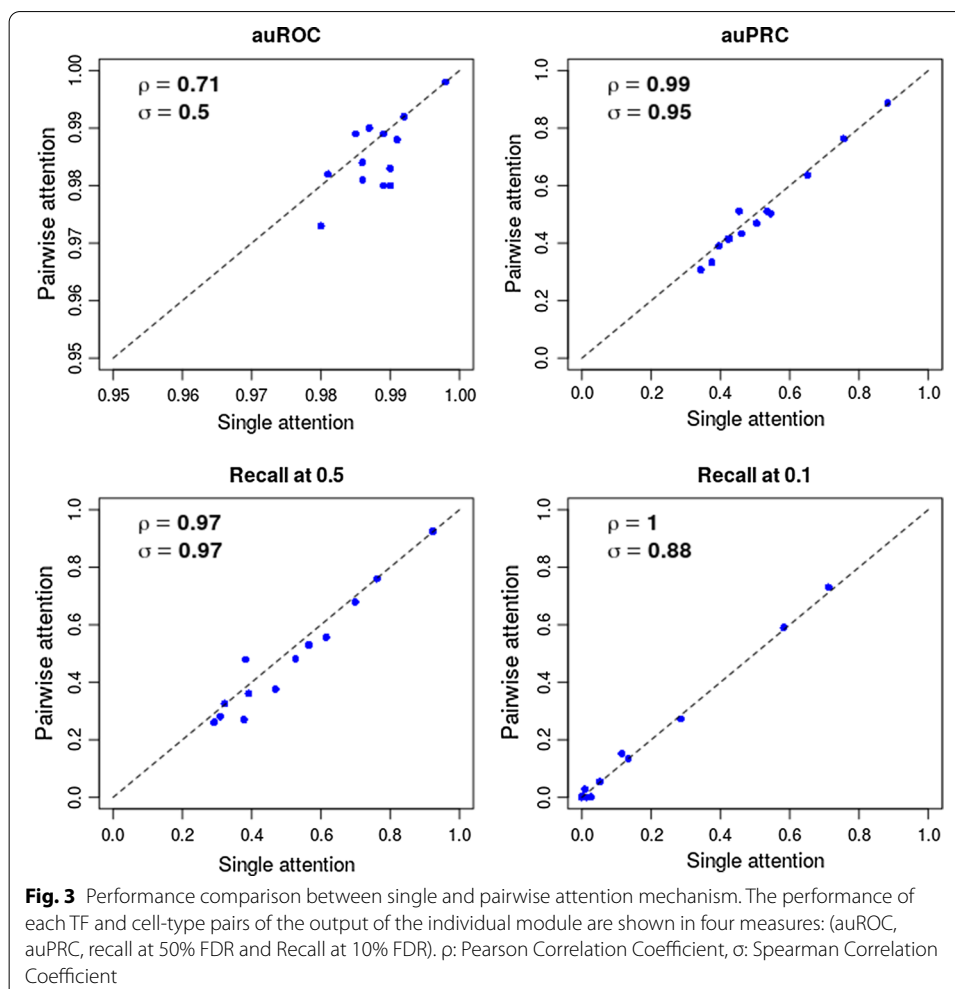 auROC
ρ = 0.71
σ = 0.5
Pairwise attention
0.95 0.96 0.97 0.98 0.99 1.00
0.95 0.96 0.97 0.98 0.99 1.00
Single attention
auPRC
ρ = 0.99
σ = 0.95
Pairwise attention
0.0 0.2 0.4 0.6 0.8 1.0
0.0 0.2 0.4 0.6 0.8 1.0
Single attention
Recall at 0.5
ρ = 0.97
σ = 0.97
Pairwise attention
0.0 0.2 0.4 0.6 0.8 1.0
0.0 0.2 0.4 0.6 0.8 1.0
Single attention
Recall at 0.1
ρ = 1
σ = 0.88
Pairwise attention
0.0 0.2 0.4 0.6 0.8 1.0
0.0 0.2 0.4 0.6 0.8 1.0
Single attention
Fig. 3 Performance comparison between single and pairwise attention mechanism. The performance of
each TF and cell-type pairs of the output of the individual module are shown in four measures: (auROC,
auPRC, recall at 50% FDR and Recall at 10% FDR). ρ: Pearson Correlation Coefficient, σ: Spearman Correlation
Coefficient